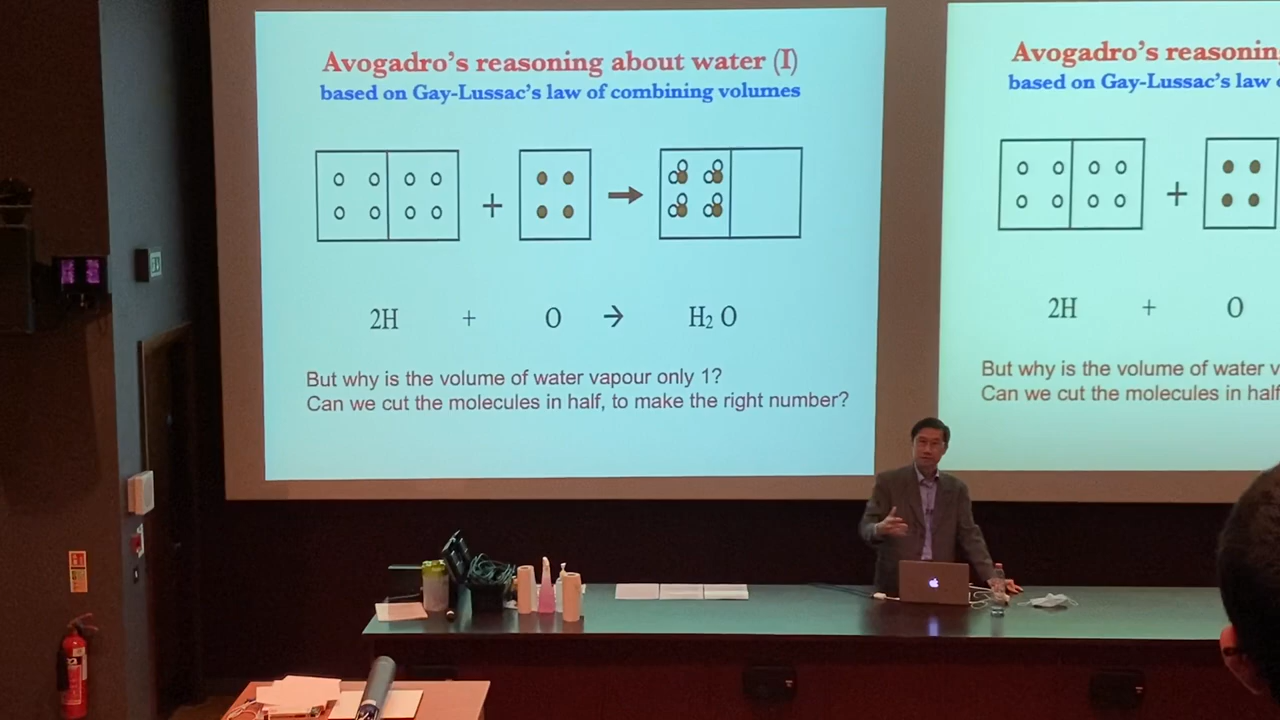 Avogadro's reasoning about water (I)
based on Gay-Lussac's law of combining volumes
+
2H + O → H₂ O
But why is the volume of water vapour only 1?
Can we cut the molecules in half, to make the right number?
Avogadro's reasonin
based on Gay-Lussac's law
+
2H + O
But why is the volume of water v
Can we cut the molecules in half